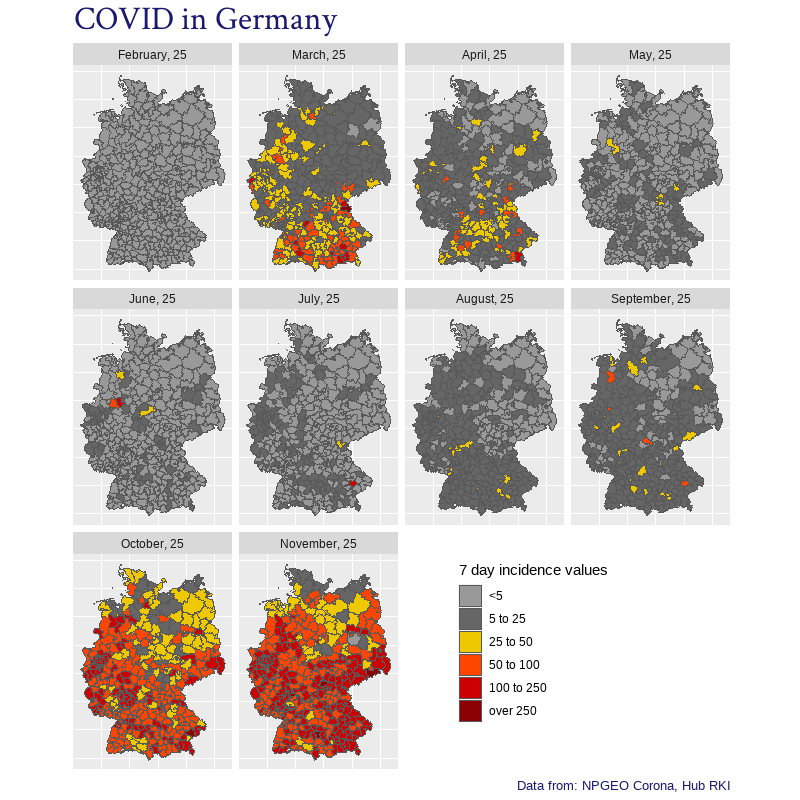 COVID in Germany
February, 25
March, 25
April, 25
May, 25
June, 25
July, 25
August, 25
September, 25
October, 25
November, 25
7 day incidence values
<5
5 to 25
25 to 50
50 to 100
100 to 250
over 250
Data from: NPGEO Corona, Hub RKI